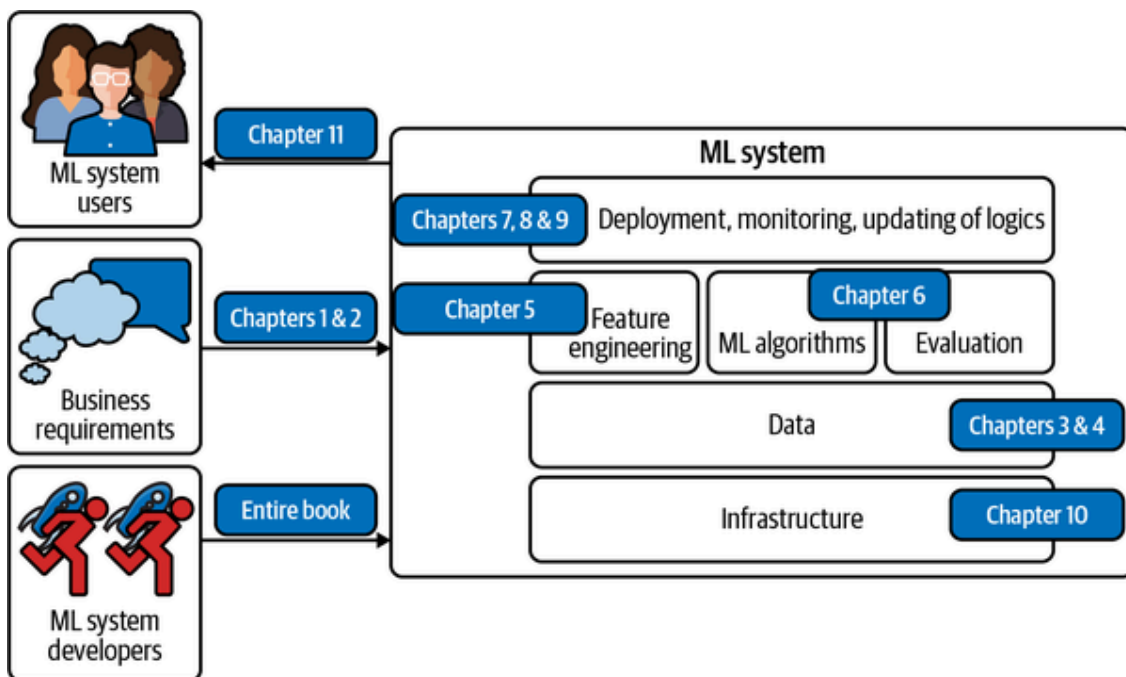 ML system
users
Chapter 11
Business
requirements
Chapters 1 & 2
ML system
developers
Entire book
ML system
Chapters 7, 8 & 9
Deployment, monitoring, updating of logics
Chapter 5
Feature
engineering
Chapter 6
ML algorithms
Evaluation
Data
Chapters 3 & 4
Infrastructure
Chapter 10